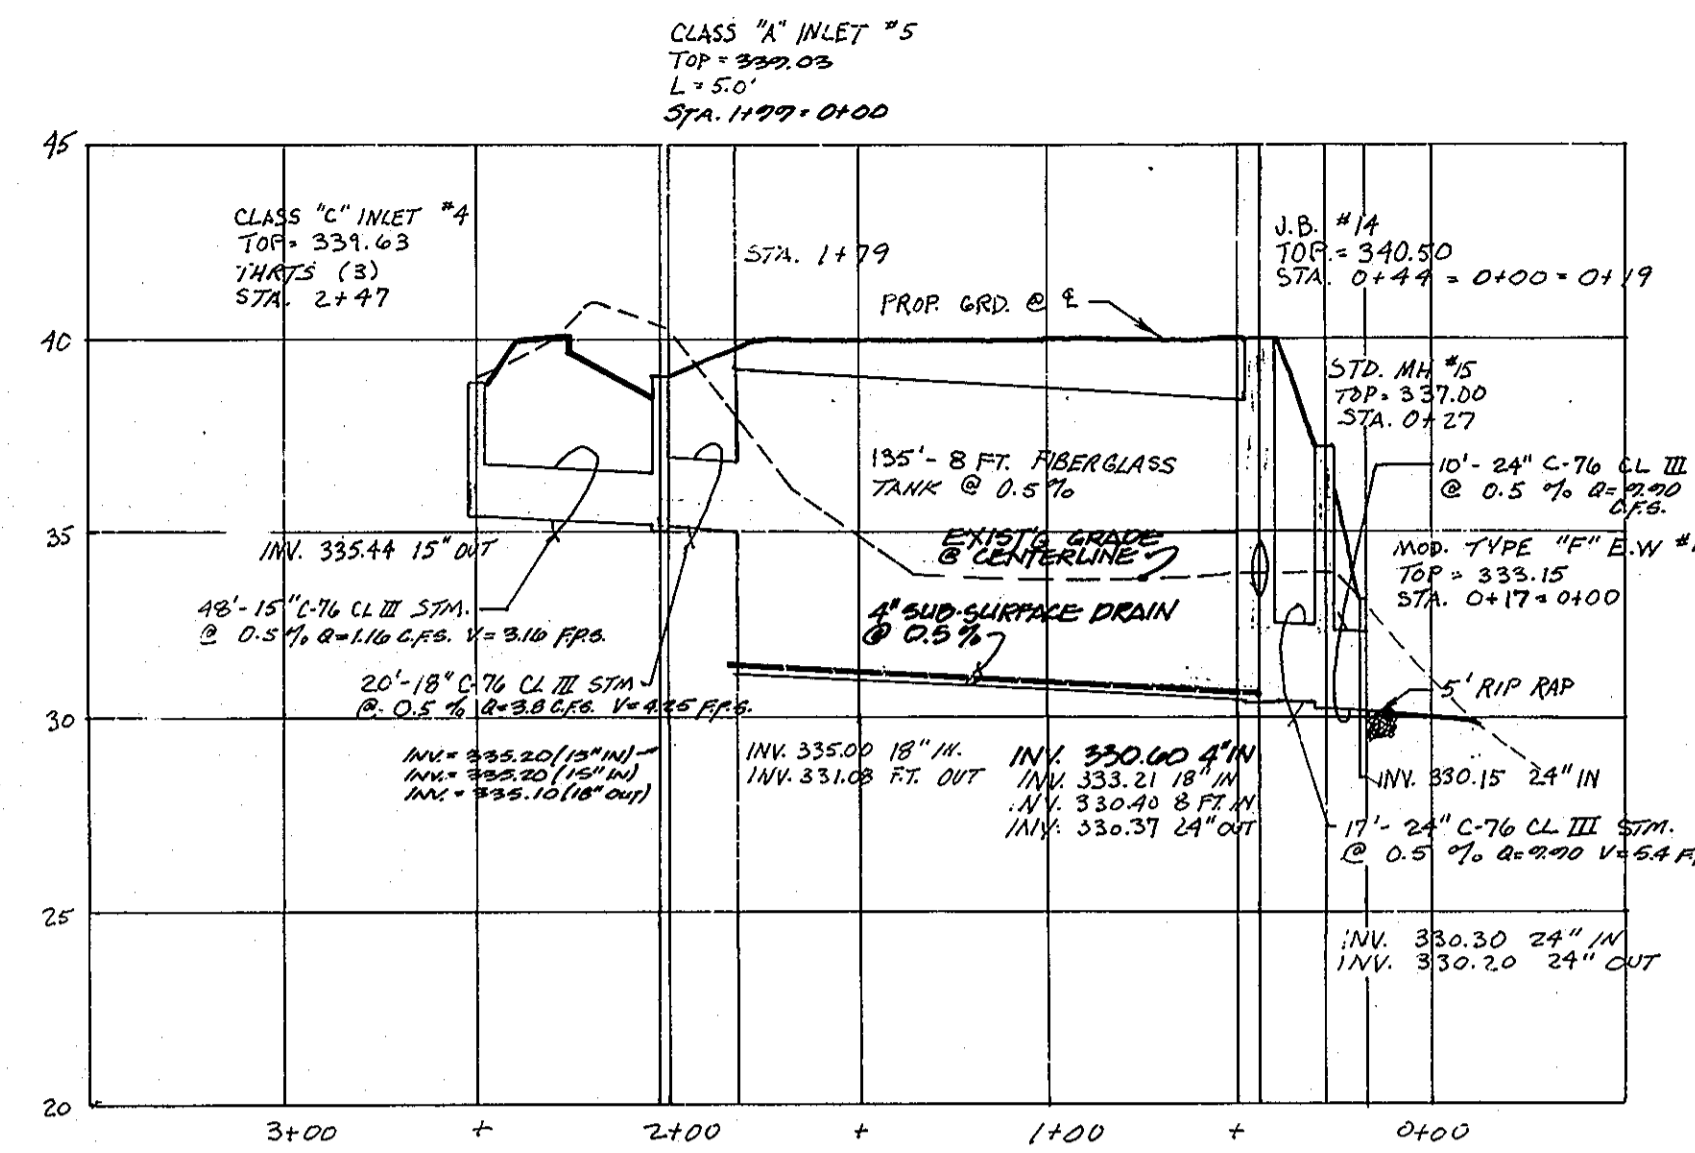 CLASS "A" INLET #5
TOP = 339.03
L = 5.0'
STA. 1+99 = 0+00
45
CLASS "C" INLET #4
TOP = 339.63
THRTS (3)
STA. 2+47
STA. 1+79
J.B. #14
TOP. = 340.50
STA. 0+44 = 0+00 = 0+19
PROP. GRD. @ ℄
40
STD. MH #15
TOP = 337.00
STA. 0+27
135' - 8 FT. FIBERGLASS
TANK @ 0.5 %
10' - 24" C-76 CL III
@ 0.5 % Q = 9.90
C.F.S.
35
INV. 335.44 15" OUT
EXIST'G GRADE
@ CENTERLINE
MOD. TYPE "F" E.W #
TOP = 333.15
STA. 0+17 = 0+00
48' - 15" C-76 CL III STM.
@ 0.5 % Q = 1.16 C.F.S. V = 3.16 F.P.S.
4" SUB-SURFACE DRAIN
@ 0.5 %
20' - 18" C-76 CL III STM
@ 0.5 % Q = 3.8 C.F.S. V = 4.25 F.P.S.
5' RIP RAP
30
INV. = 335.20 (15" IN)
INV. = 335.20 (15" IN)
INV. = 335.10 (18" OUT)
INV. 335.00 18" IN.
INV. 331.08 FT. OUT
INV. 330.60 4" IN
INV. 333.21 18" IN
INV. 330.40 8 FT. IN
INV. 330.37 24" OUT
INV. 330.15 24" IN
17' - 24" C-76 CL III STM.
@ 0.5 % Q = 9.90 V = 5.4 F
25
INV. 330.30 24" IN
INV. 330.20 24" OUT
20
3+00 + 2+00 + 1+00 + 0+00